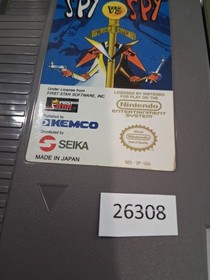 SPY VS SPY
Under License from
FIRST STAR SOFTWARE, INC.
LICENSED BY NINTENDO
FOR PLAY ON THE
Nintendo
ENTERTAINMENT
SYSTEM
Published by
KEMCO
Distributed by
SEIKA
MADE IN JAPAN
26308